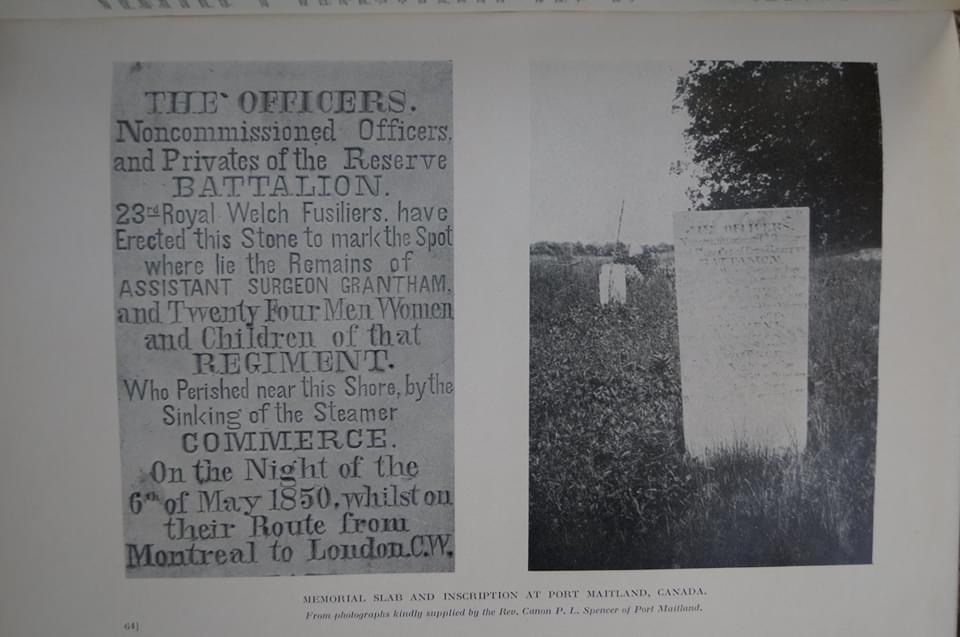 THE OFFICERS.
Noncommissioned Officers,
and Privates of the Reserve
BATTALION.
23rd Royal Welch Fusiliers. have
Erected this Stone to mark the Spot
where lie the Remains of
ASSISTANT SURGEON GRANTHAM,
and Twenty Four Men Women
and Children of that
REGIMENT.
Who Perished near this Shore, by the
Sinking of the Steamer
COMMERCE.
On the Night of the
6th of May 1850, whilst on
their Route from
Montreal to London.C.W.
THE OFFICERS.
BATTALION
MEMORIAL SLAB AND INSCRIPTION AT PORT MAITLAND, CANADA.
From photographs kindly supplied by the Rev. Canon P. L. Spencer of Port Maitland.
64]